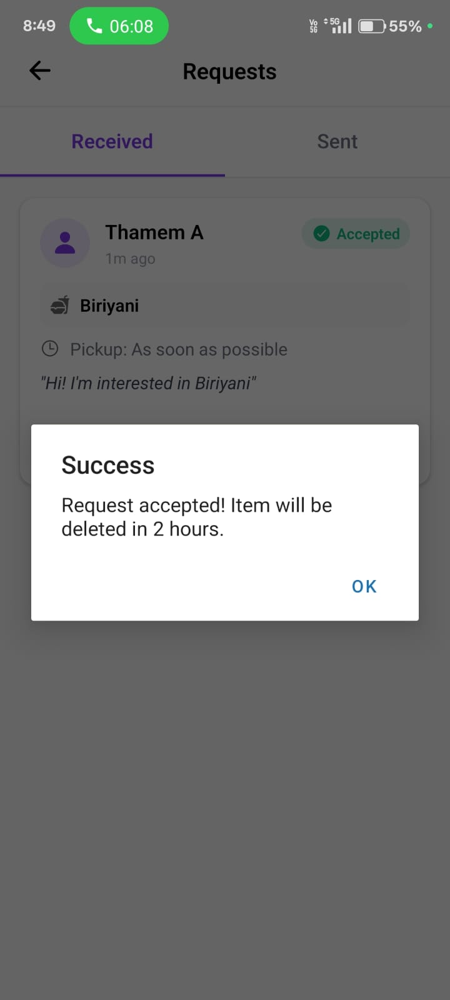 8:49 06:08 Vo 5G 5G 55%
Requests
Received Sent
Thamem A Accepted
1m ago
Biriyani
Pickup: As soon as possible
"Hi! I'm interested in Biriyani"
Success
Request accepted! Item will be
deleted in 2 hours.
OK